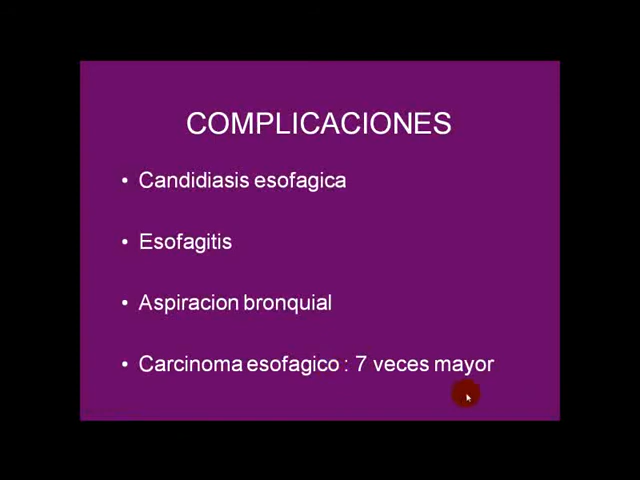 COMPLICACIONES
• Candidiasis esofagica
• Esofagitis
• Aspiracion bronquial
• Carcinoma esofagico : 7 veces mayor